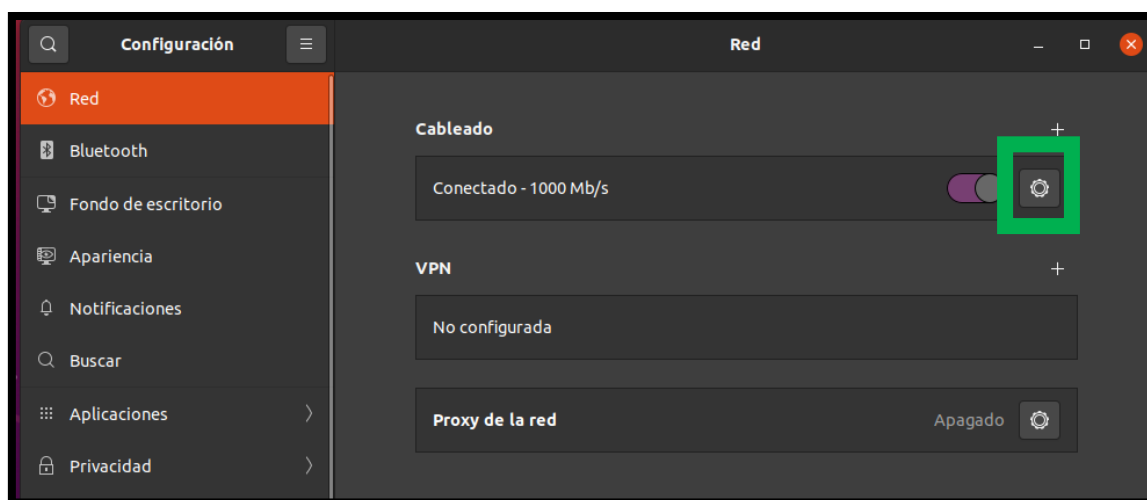 Configuración
Red
Red
Bluetooth
Fondo de escritorio
Apariencia
Notificaciones
Buscar
Aplicaciones
Privacidad
Cableado
Conectado - 1000 Mb/s
VPN
No configurada
Proxy de la red
Apagado